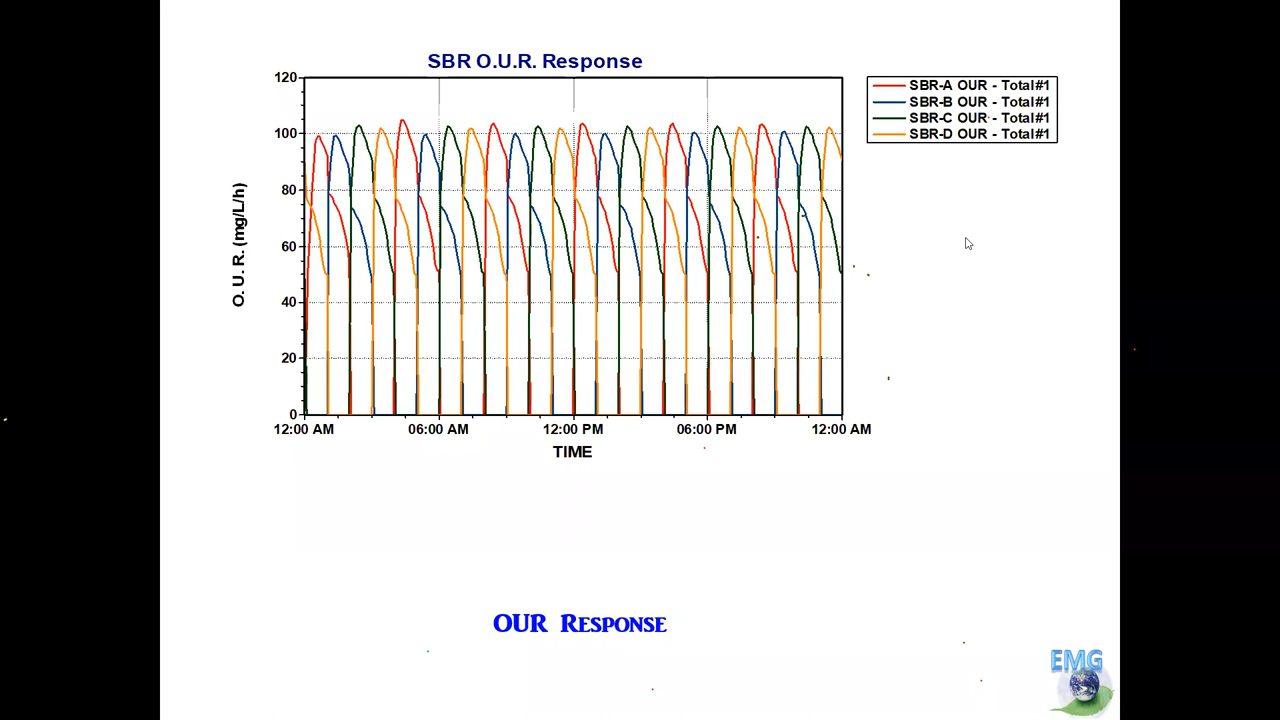 SBR O.U.R. Response
120
100
80
60
40
20
0
O. U. R. (mg/L/h)
12:00 AM 06:00 AM 12:00 PM 06:00 PM 12:00 AM
TIME
SBR-A OUR - Total#1
SBR-B OUR - Total#1
SBR-C OUR - Total#1
SBR-D OUR - Total#1
OUR RESPONSE
EMG